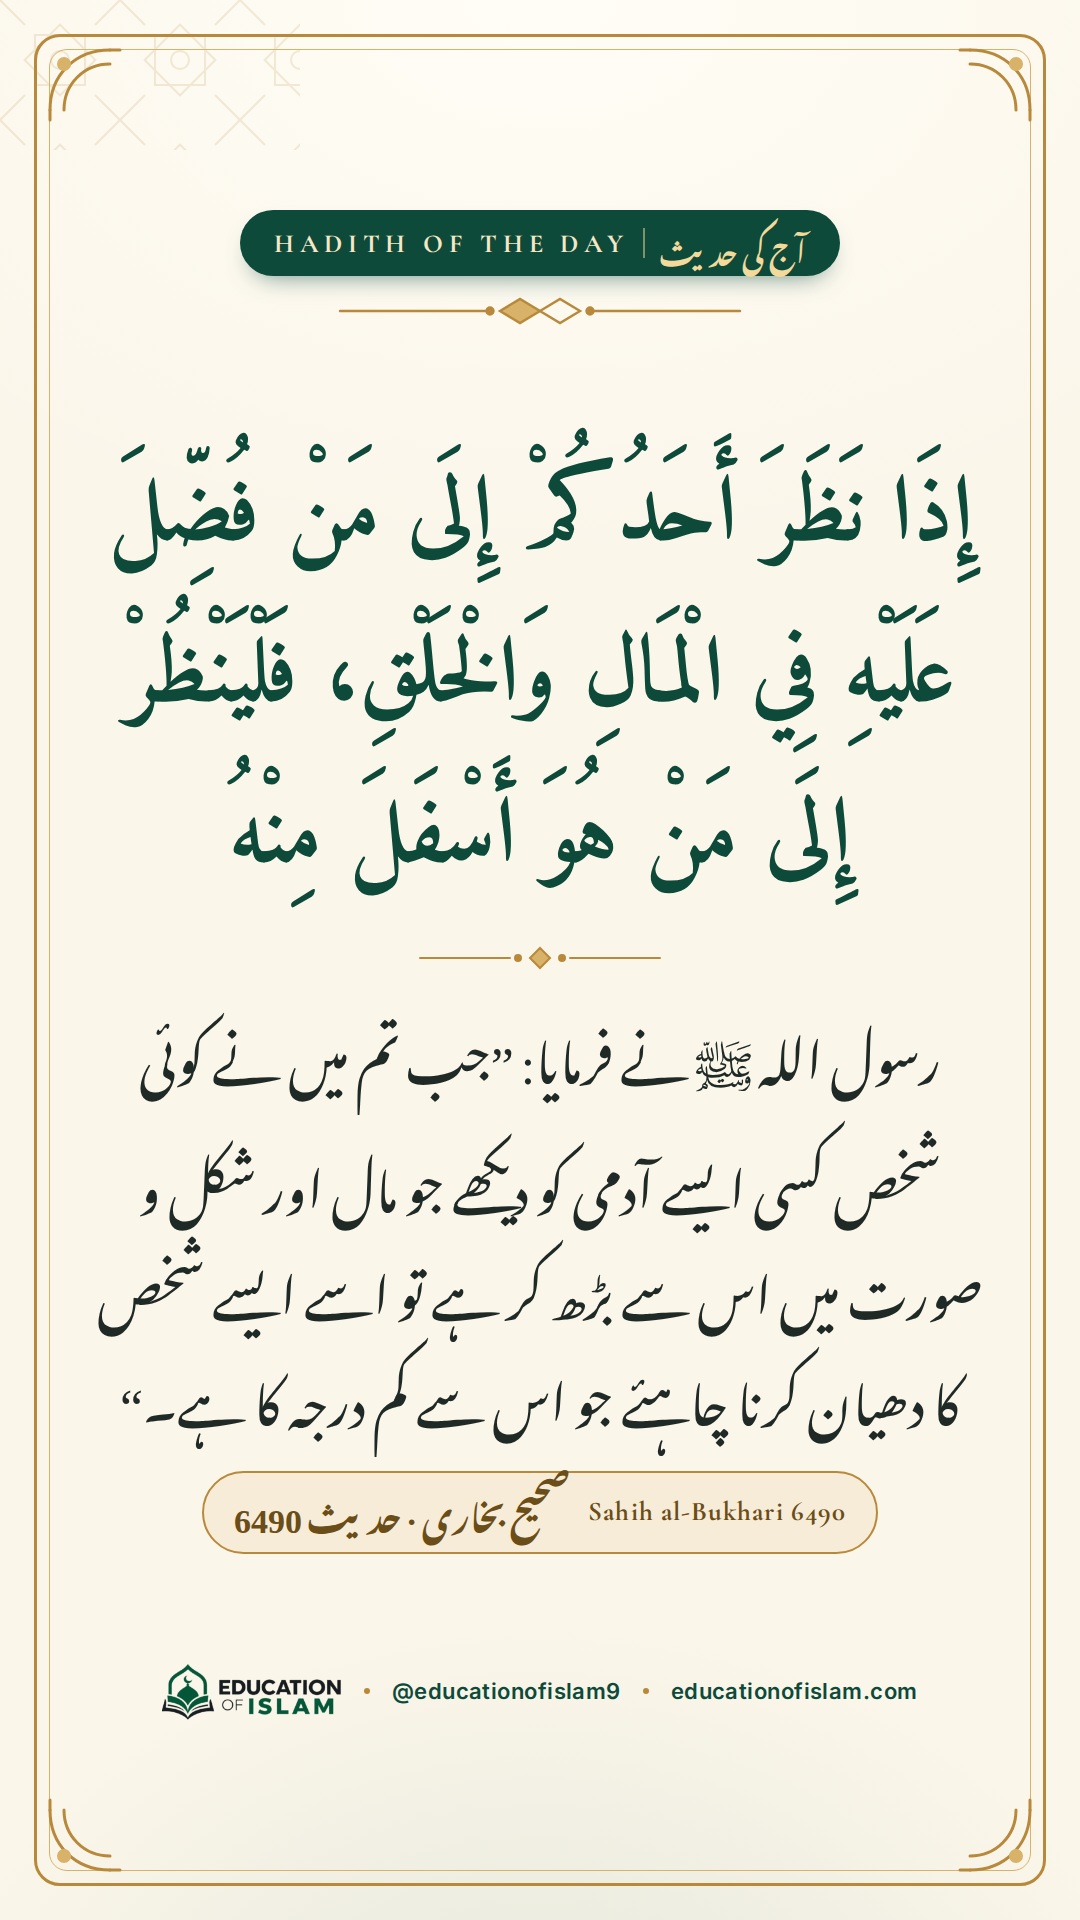 HADITH OF THE DAY | آج کی حدیث
إِذَا نَظَرَ أَحَدُكُمْ إِلَى مَنْ فُضِّلَ
عَلَيْهِ فِي الْمَالِ وَالْخَلْقِ، فَلْيَنْظُرْ
إِلَى مَنْ هُوَ أَسْفَلَ مِنْهُ
رسول اللہ ﷺ نے فرمایا: ”جب تم میں نے کوئی
شخص کسی ایسے آدمی کو دیکھے جو مال اور شکل و
صورت میں اس سے بڑھ کر ہے تو اسے ایسے شخص
کا دھیان کرنا چاہئے جو اس سے کم درجہ کا ہے۔“
صحیح بخاری · حدیث 6490 Sahih al-Bukhari 6490
EDUCATION OF ISLAM • @educationofislam9 • educationofislam.com